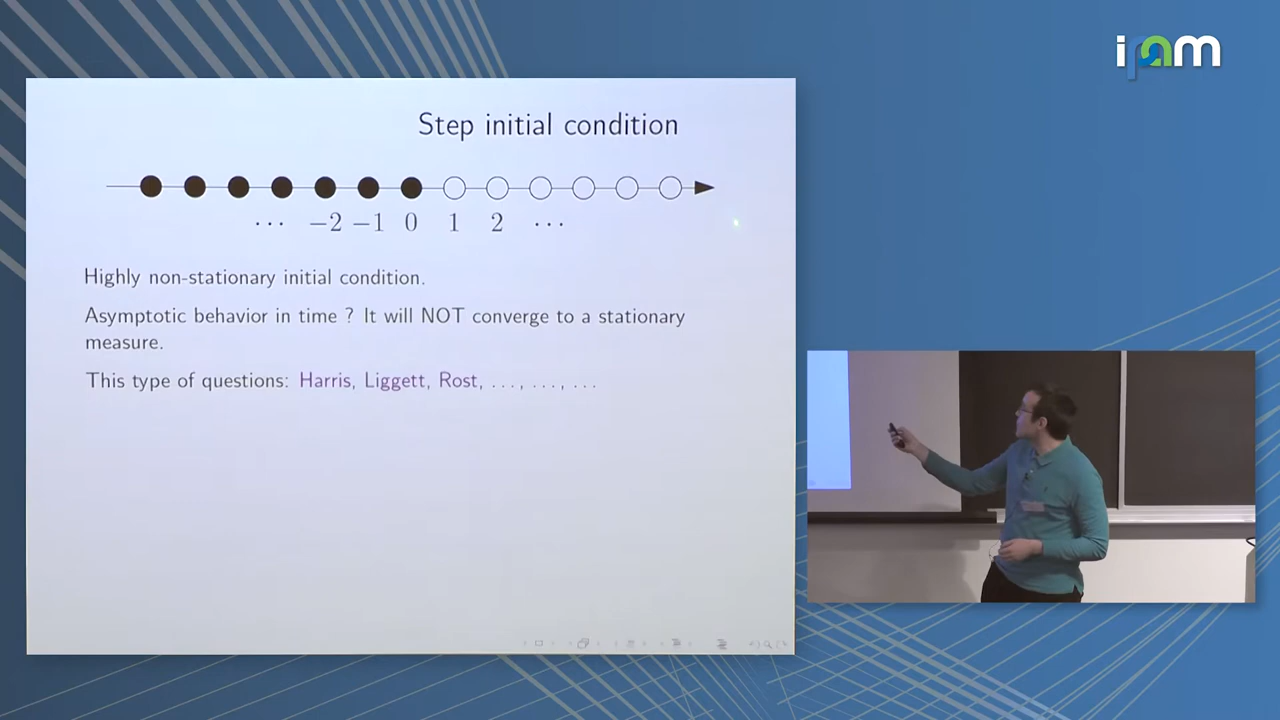 ipam
Step initial condition
··· −2 −1 0 1 2 ···
Highly non-stationary initial condition.
Asymptotic behavior in time ? It will NOT converge to a stationary
measure.
This type of questions: Harris, Liggett, Rost, ..., ..., ...